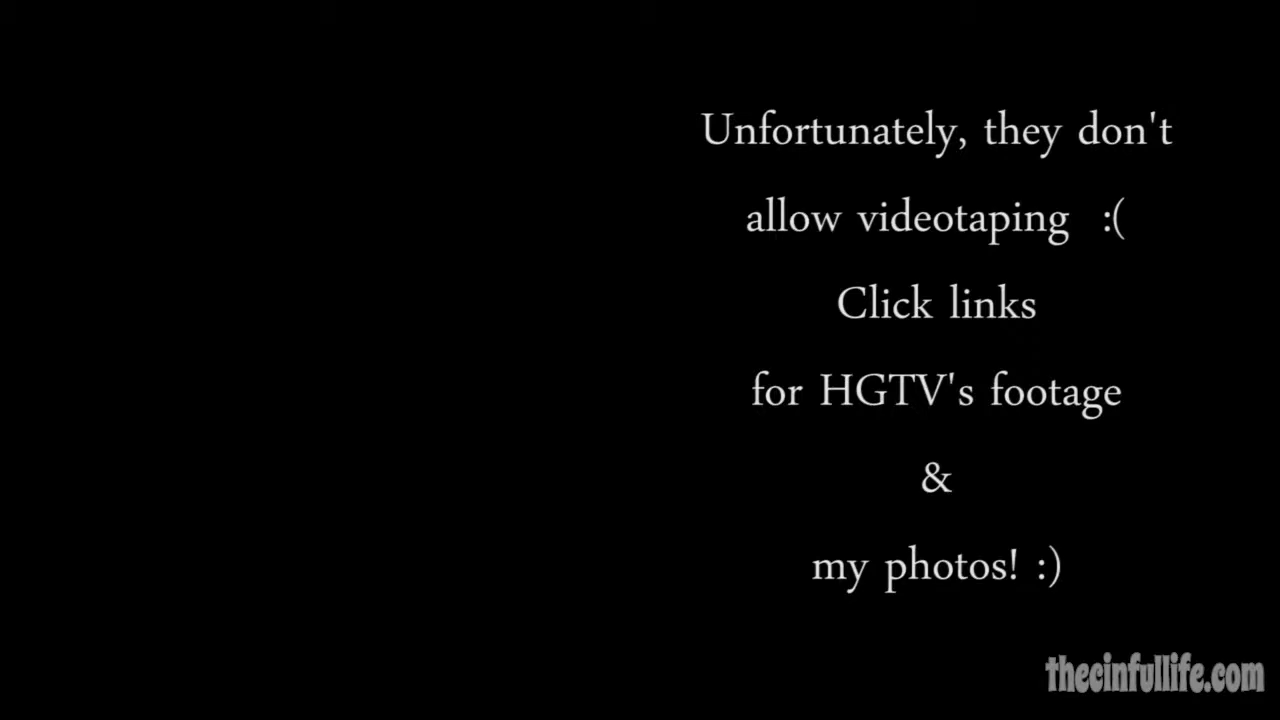 Unfortunately, they don't
allow videotaping :(
Click links
for HGTV's footage
&
my photos! :)
thecinfullife.com